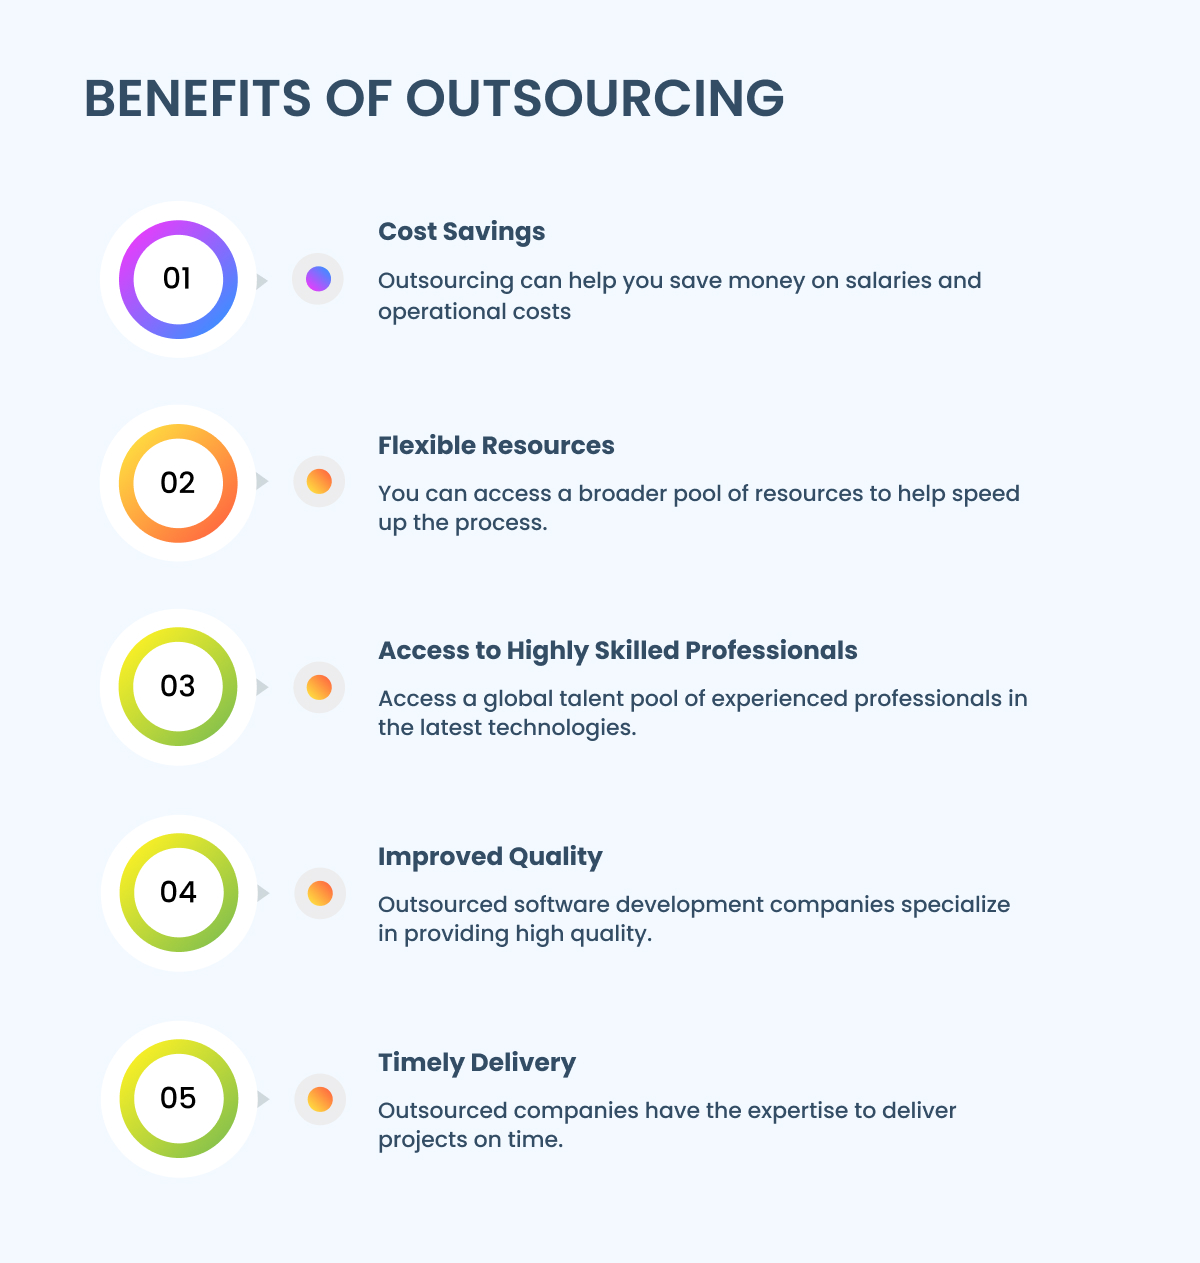 BENEFITS OF OUTSOURCING
01
Cost Savings
Outsourcing can help you save money on salaries and
operational costs
02
Flexible Resources
You can access a broader pool of resources to help speed
up the process.
03
Access to Highly Skilled Professionals
Access a global talent pool of experienced professionals in
the latest technologies.
04
Improved Quality
Outsourced software development companies specialize
in providing high quality.
05
Timely Delivery
Outsourced companies have the expertise to deliver
projects on time.